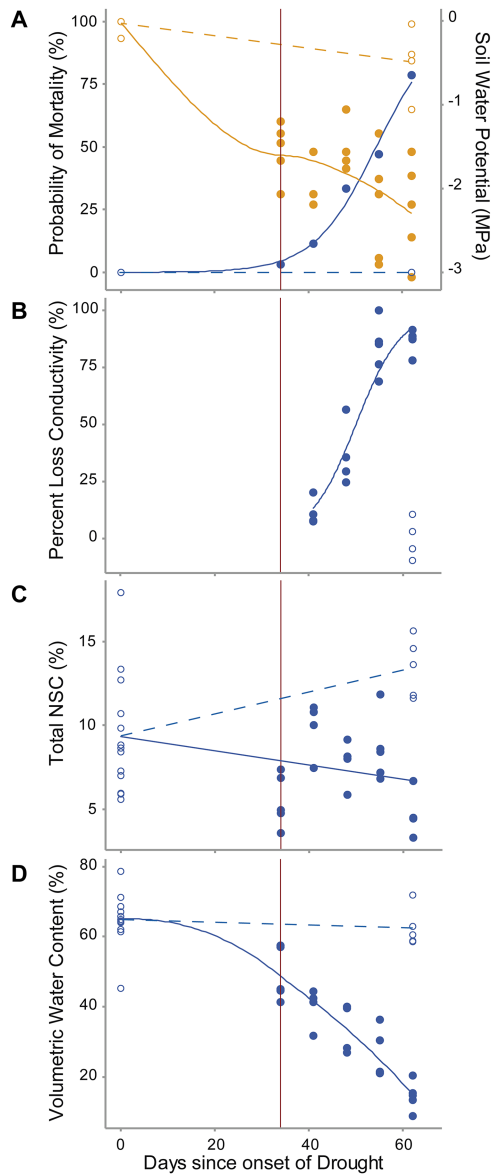 A
100
75
50
25
0
Probability of Mortality (%)
0
-1
-2
-3
Soil Water Potential (MPa)
B
100
75
50
25
0
Percent Loss Conductivity (%)
C
15
10
5
Total NSC (%)
D
80
60
40
20
Volumetric Water Content (%)
0 20 40 60
Days since onset of Drought